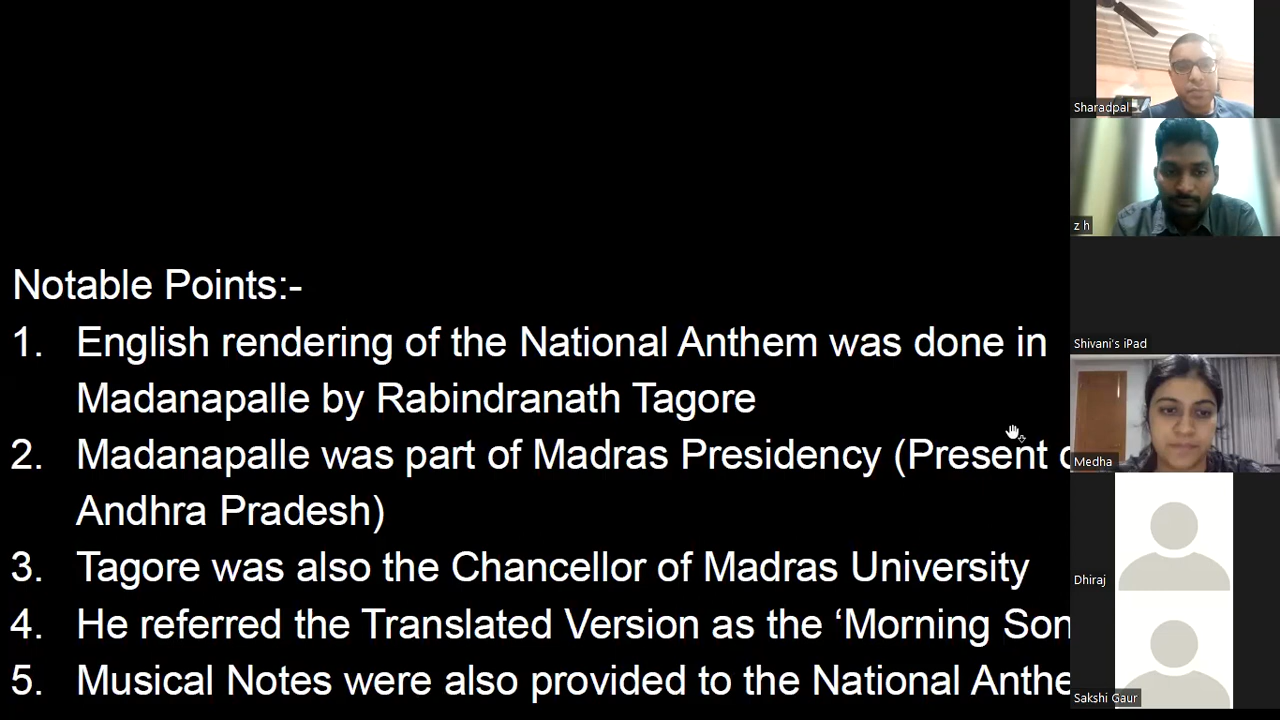 Notable Points:-
1. English rendering of the National Anthem was done in
Madanapalle by Rabindranath Tagore
2. Madanapalle was part of Madras Presidency (Present
Andhra Pradesh)
3. Tagore was also the Chancellor of Madras University
4. He referred the Translated Version as the ‘Morning
5. Musical Notes were also provided to the National
Sharadpal
z h
Shivani's iPad
Medha
Dhiraj
Sakshi Gaur